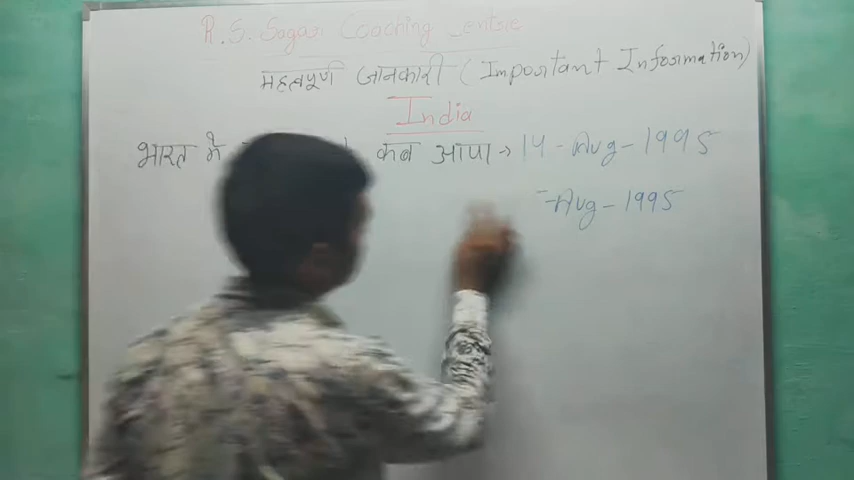 R.S. Sagar Coaching Centre
महत्वपूर्ण जानकारी (Important Information)
India
भारत में कब आया → 14 - Aug - 1995
- Aug - 1995